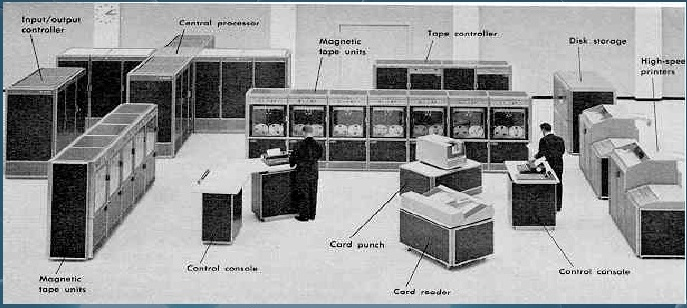 Input/output
controller
Central processor
Magnetic
tape units
Tape controller
Disk storage
High-spee
printers
Card punch
Control console
Card reader
Control console
Magnetic
tape units